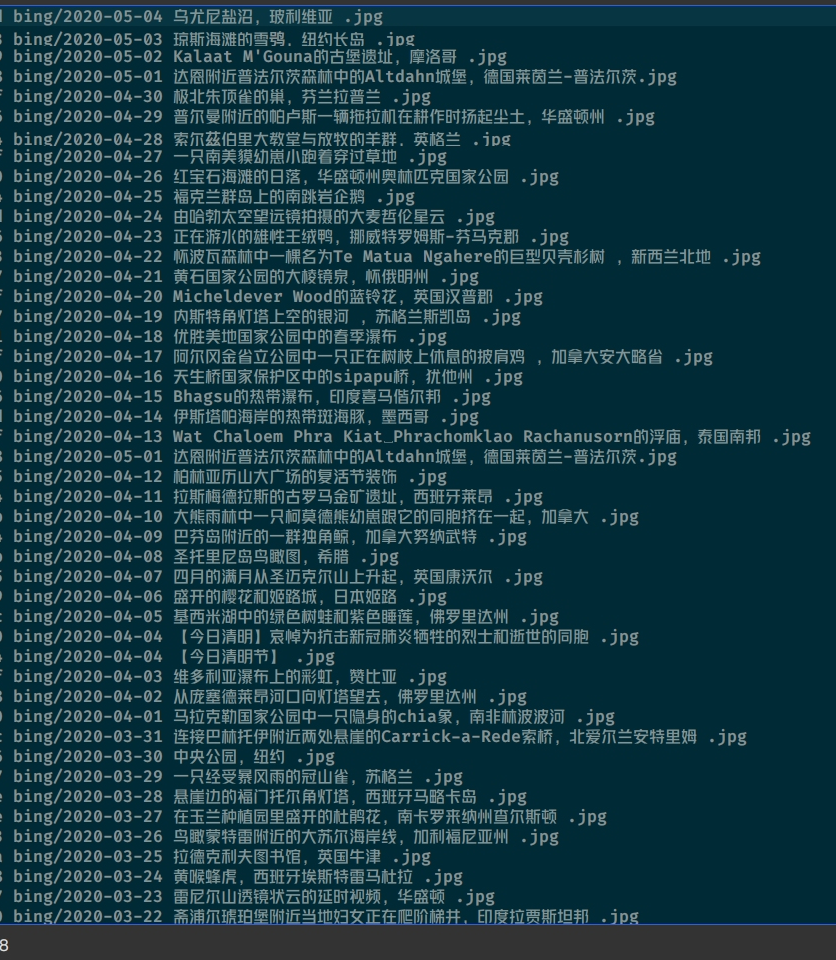 bing/2020-05-04 乌尤尼盐沼，玻利维亚 .jpg
bing/2020-05-03 琼斯海滩的雪鸮，纽约长岛 .jpg
bing/2020-05-02 Kalaat M'Gouna的古堡遗址，摩洛哥 .jpg
bing/2020-05-01 达恩附近普法尔茨森林中的Altdahn城堡，德国莱茵兰-普法尔茨.jpg
bing/2020-04-30 极北朱顶雀的巢，芬兰拉普兰 .jpg
bing/2020-04-29 普尔曼附近的帕卢斯一辆拖拉机在耕作时扬起尘土，华盛顿州 .jpg
bing/2020-04-28 索尔兹伯里大教堂与放牧的羊群，英格兰 .jpg
bing/2020-04-27 一只南美貘幼崽小跑着穿过草地 .jpg
bing/2020-04-26 红宝石海滩的日落，华盛顿州奥林匹克国家公园 .jpg
bing/2020-04-25 福克兰群岛上的南跳岩企鹅 .jpg
bing/2020-04-24 由哈勃太空望远镜拍摄的大麦哲伦星云 .jpg
bing/2020-04-23 正在游水的雄性王绒鸭，挪威特罗姆斯-芬马克郡 .jpg
bing/2020-04-22 怀波瓦森林中一棵名为Te Matua Ngahere的巨型贝壳杉树 ，新西兰北地 .jpg
bing/2020-04-21 黄石国家公园的大棱镜泉，怀俄明州 .jpg
bing/2020-04-20 Micheldever Wood的蓝铃花，英国汉普郡 .jpg
bing/2020-04-19 内斯特角灯塔上空的银河 ，苏格兰斯凯岛 .jpg
bing/2020-04-18 优胜美地国家公园中的春季瀑布 .jpg
bing/2020-04-17 阿尔冈金省立公园中一只正在树枝上休息的披肩鸡 ，加拿大安大略省 .jpg
bing/2020-04-16 天生桥国家保护区中的sipapu桥，犹他州 .jpg
bing/2020-04-15 Bhagsu的热带瀑布，印度喜马偕尔邦 .jpg
bing/2020-04-14 伊斯塔帕海岸的热带斑海豚，墨西哥 .jpg
bing/2020-04-13 Wat Chaloem Phra Kiat_Phrachomklao Rachanusorn的浮庙，泰国南邦 .jpg
bing/2020-05-01 达恩附近普法尔茨森林中的Altdahn城堡，德国莱茵兰-普法尔茨.jpg
bing/2020-04-12 柏林亚历山大广场的复活节装饰 .jpg
bing/2020-04-11 拉斯梅德拉斯的古罗马金矿遗址，西班牙莱昂 .jpg
bing/2020-04-10 大熊雨林中一只柯莫德熊幼崽跟它的同胞挤在一起，加拿大 .jpg
bing/2020-04-09 巴芬岛附近的一群独角鲸，加拿大努纳武特 .jpg
bing/2020-04-08 圣托里尼岛鸟瞰图，希腊 .jpg
bing/2020-04-07 四月的满月从圣迈克尔山上升起，英国康沃尔 .jpg
bing/2020-04-06 盛开的樱花和姬路城，日本姬路 .jpg
bing/2020-04-05 基西米湖中的绿色树蛙和紫色睡莲，佛罗里达州 .jpg
bing/2020-04-04 【今日清明】哀悼为抗击新冠肺炎牺牲的烈士和逝世的同胞 .jpg
bing/2020-04-04 【今日清明节】 .jpg
bing/2020-04-03 维多利亚瀑布上的彩虹，赞比亚 .jpg
bing/2020-04-02 从庞塞德莱昂河口向灯塔望去，佛罗里达州 .jpg
bing/2020-04-01 马拉克勒国家公园中一只隐身的chia象，南非林波波河 .jpg
bing/2020-03-31 连接巴林托伊附近两处悬崖的Carrick-a-Rede索桥，北爱尔兰安特里姆 .jpg
bing/2020-03-30 中央公园，纽约 .jpg
bing/2020-03-29 一只经受暴风雨的冠山雀，苏格兰 .jpg
bing/2020-03-28 悬崖边的福门托尔角灯塔，西班牙马略卡岛 .jpg
bing/2020-03-27 在玉兰种植园里盛开的杜鹃花，南卡罗来纳州查尔斯顿 .jpg
bing/2020-03-26 鸟瞰蒙特雷附近的大苏尔海岸线，加利福尼亚州 .jpg
bing/2020-03-25 拉德克利夫图书馆，英国牛津 .jpg
bing/2020-03-24 黄喉蜂虎，西班牙埃斯特雷马杜拉 .jpg
bing/2020-03-23 雷尼尔山透镜状云的延时视频，华盛顿 .jpg
bing/2020-03-22 斋浦尔琥珀堡附近当地妇女正在爬阶梯井，印度拉贾斯坦邦 .jpg
8